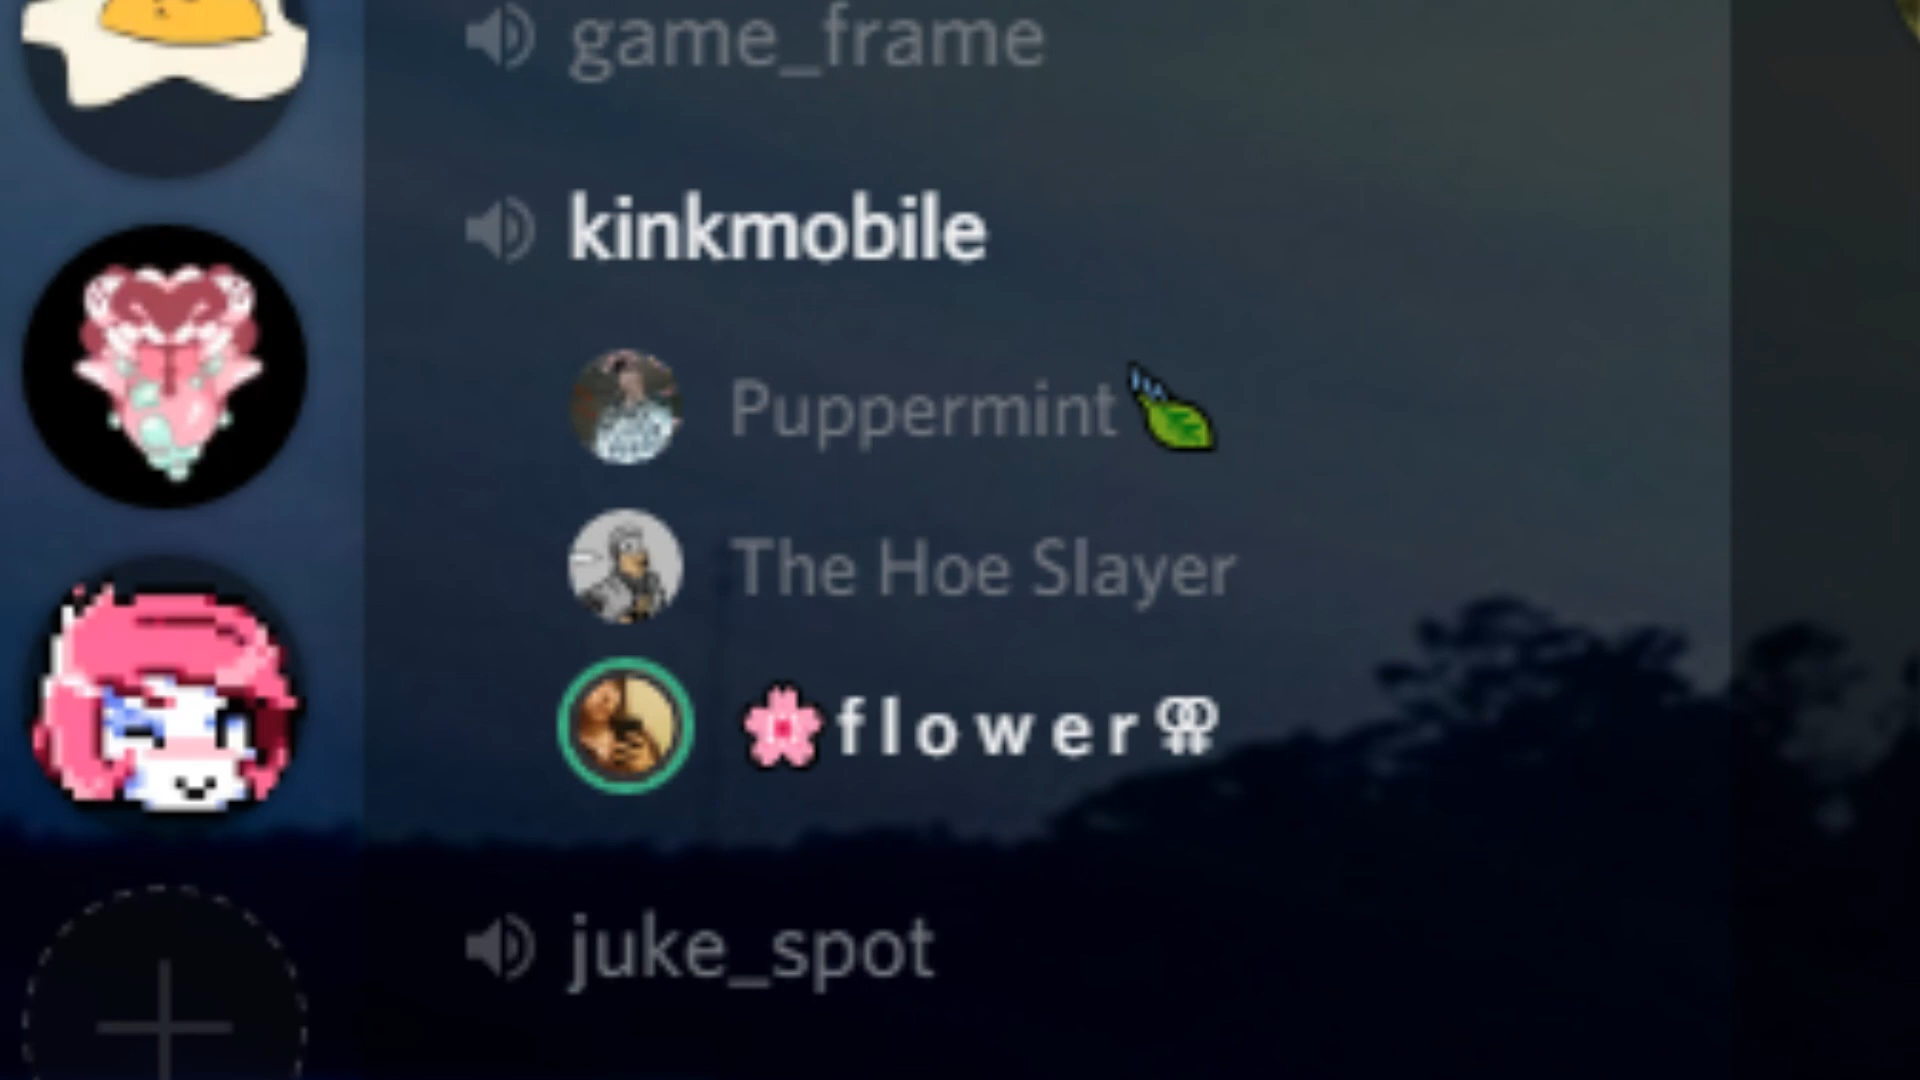 game_frame
kinkmobile
Puppermint🍃
The Hoe Slayer
🌸flower⚢
juke_spot